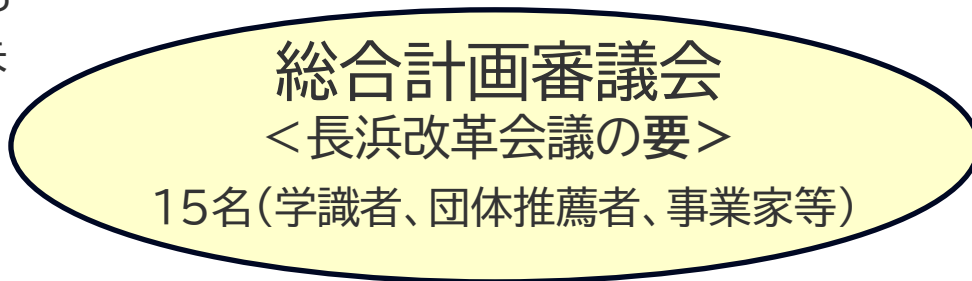 総合計画審議会
＜長浜改革会議の要＞
15名（学識者、団体推薦者、事業家等）